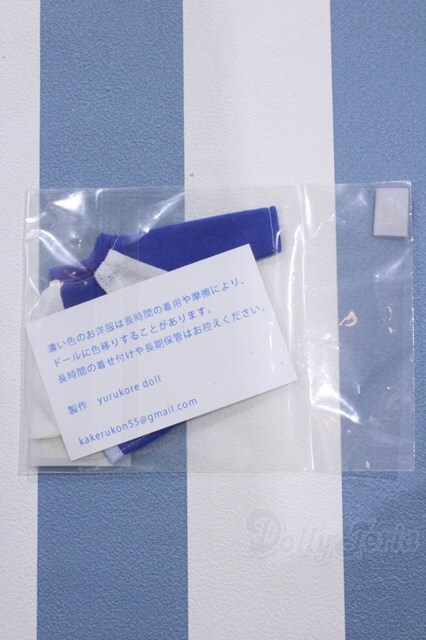 濃い色のお洋服は長時間の着用や摩擦により、
ドールに色移りすることがあります。
長時間の着せ付けや長期保管はお控えください。
製作 yurukore doll
kakerukon55@gmail.com
Dollyteria